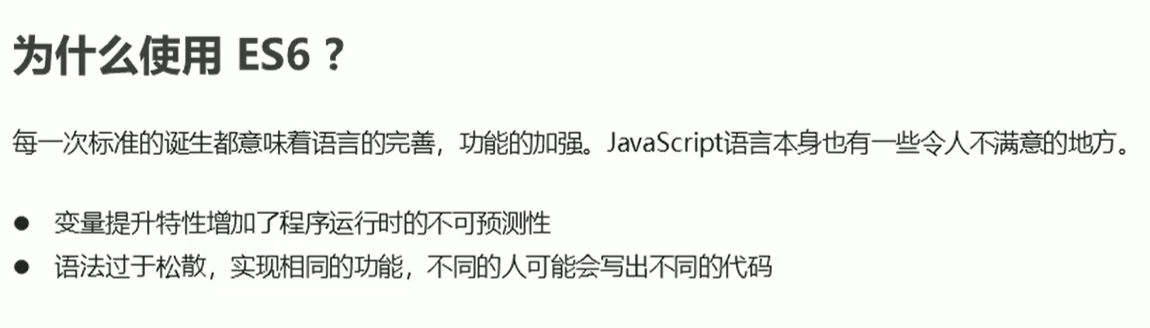 为什么使用 ES6 ?
每一次标准的诞生都意味着语言的完善，功能的加强。JavaScript语言本身也有一些令人不满意的地方。
● 变量提升特性增加了程序运行时的不可预测性
● 语法过于松散，实现相同的功能，不同的人可能会写出不同的代码